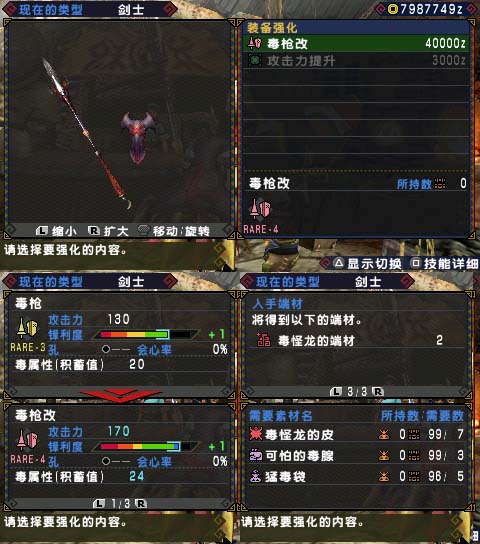 现在的类型 剑士
缩小 扩大 移动/旋转
请选择要强化的内容。
7987749z
装备强化
毒枪改 40000z
攻击力提升 3000z
毒枪改 所持数 0
RARE-4
显示切换 技能详细
现在的类型 剑士
毒枪
攻击力 130
锋利度 +1
RARE-3 孔 ●—— 会心率 0%
毒属性(积蓄值) 20
毒枪改
攻击力 170
锋利度 +1
RARE-4 孔 ●—— 会心率 0%
毒属性(积蓄值) 24
L 1/3 R
请选择要强化的内容。
现在的类型 剑士
入手端材
将得到以下的端材。
毒怪龙的端材 2
L 3/3 R
需要素材名 所持数 需要数
毒怪龙的皮 0 99/ 7
可怕的毒腺 0 99/ 3
猛毒袋 0 96/ 5
请选择要强化的内容。